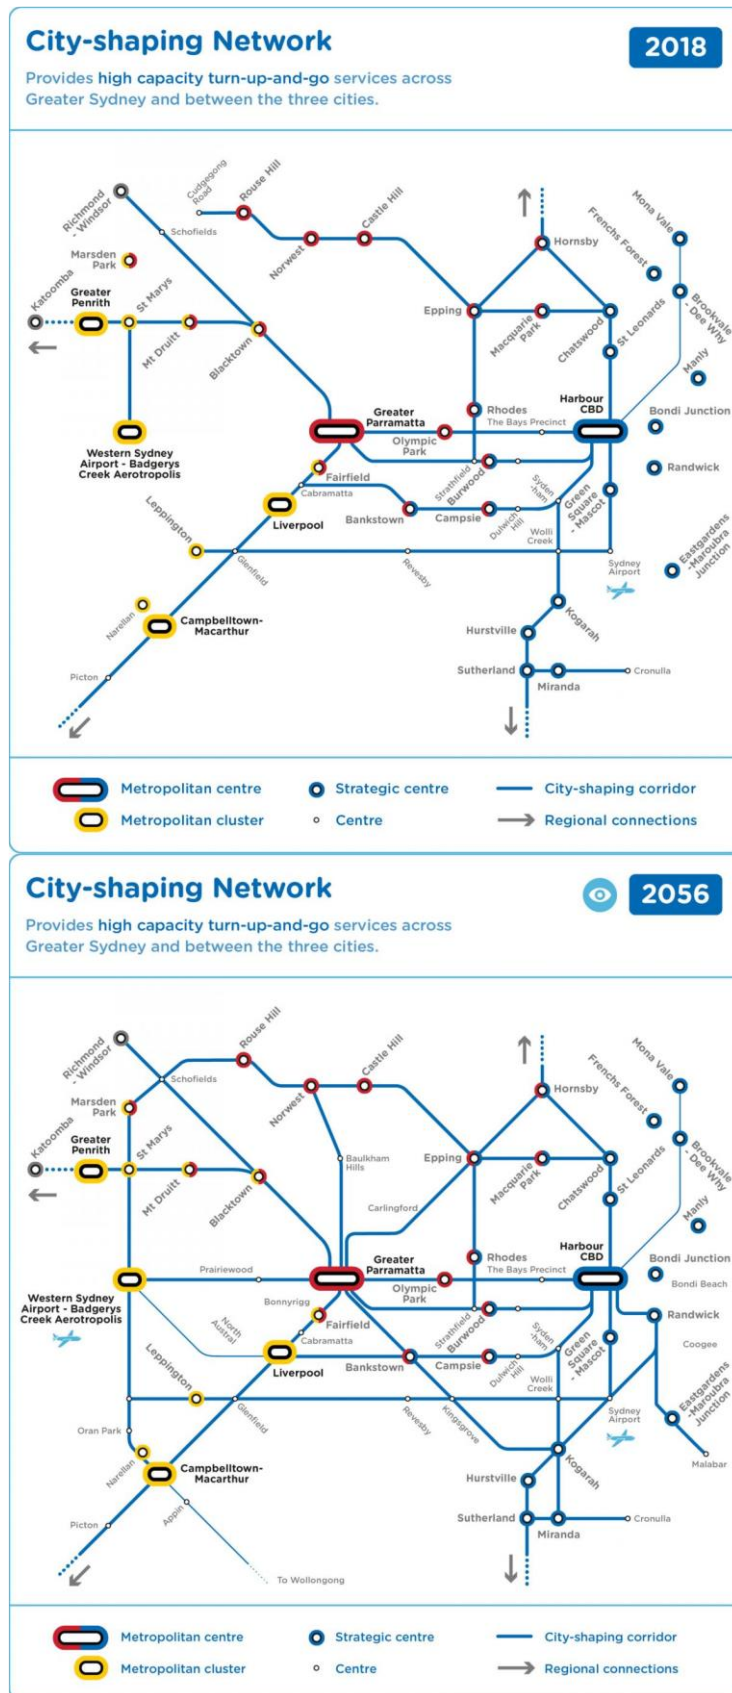 City-shaping Network
2018
Provides high capacity turn-up-and-go services across
Greater Sydney and between the three cities.
Richmond
- Windsor
Cudgegong
Road
Rouse Hill
Castle Hill
Schofields
Norwest
Hornsby
Mona Vale
Frenchs Forest
Marsden
Park
Katoomba
Greater
Penrith
St Marys
Mt Druitt
Blacktown
Epping
Macquarie
Park
Chatswood
St Leonards
Brookvale
- Dee Why
Manly
Greater
Parramatta
Rhodes
The Bays Precinct
Harbour
CBD
Bondi Junction
Olympic
Park
Western Sydney
Airport - Badgerys
Creek Aerotropolis
Fairfield
Cabramatta
Strathfield
Burwood
Randwick
Leppington
Liverpool
Bankstown
Campsie
Dulwich
Hill
Syden
-ham
Green
Square
- Mascot
Wolli
Creek
Glenfield
Revesby
Sydney
Airport
Eastgardens
-Maroubra
Junction
Narellan
Campbelltown-
Macarthur
Kogarah
Hurstville
Picton
Sutherland
Miranda
Cronulla
Metropolitan centre
Strategic centre
City-shaping corridor
Metropolitan cluster
Centre
Regional connections
City-shaping Network
2056
Provides high capacity turn-up-and-go services across
Greater Sydney and between the three cities.
Richmond
- Windsor
Rouse Hill
Castle Hill
Schofields
Norwest
Hornsby
Mona Vale
Frenchs Forest
Marsden
Park
Katoomba
Greater
Penrith
St Marys
Mt Druitt
Blacktown
Baulkham
Hills
Epping
Macquarie
Park
Chatswood
St Leonards
Brookvale
- Dee Why
Carlingford
Manly
Greater
Parramatta
Rhodes
The Bays Precinct
Harbour
CBD
Bondi Junction
Bondi Beach
Prairiewood
Olympic
Park
Western Sydney
Airport - Badgerys
Creek Aerotropolis
Bonnyrigg
North
Austral
Fairfield
Cabramatta
Strathfield
Burwood
Randwick
Coogee
Leppington
Liverpool
Bankstown
Campsie
Dulwich
Hill
Syden
-ham
Green
Square
- Mascot
Wolli
Creek
Oran Park
Glenfield
Revesby
Kingsgrove
Sydney
Airport
Eastgardens
-Maroubra
Junction
Malabar
Narellan
Campbelltown-
Macarthur
Kogarah
Hurstville
Picton
Appin
Sutherland
Miranda
Cronulla
To Wollongong
Metropolitan centre
Strategic centre
City-shaping corridor
Metropolitan cluster
Centre
Regional connections